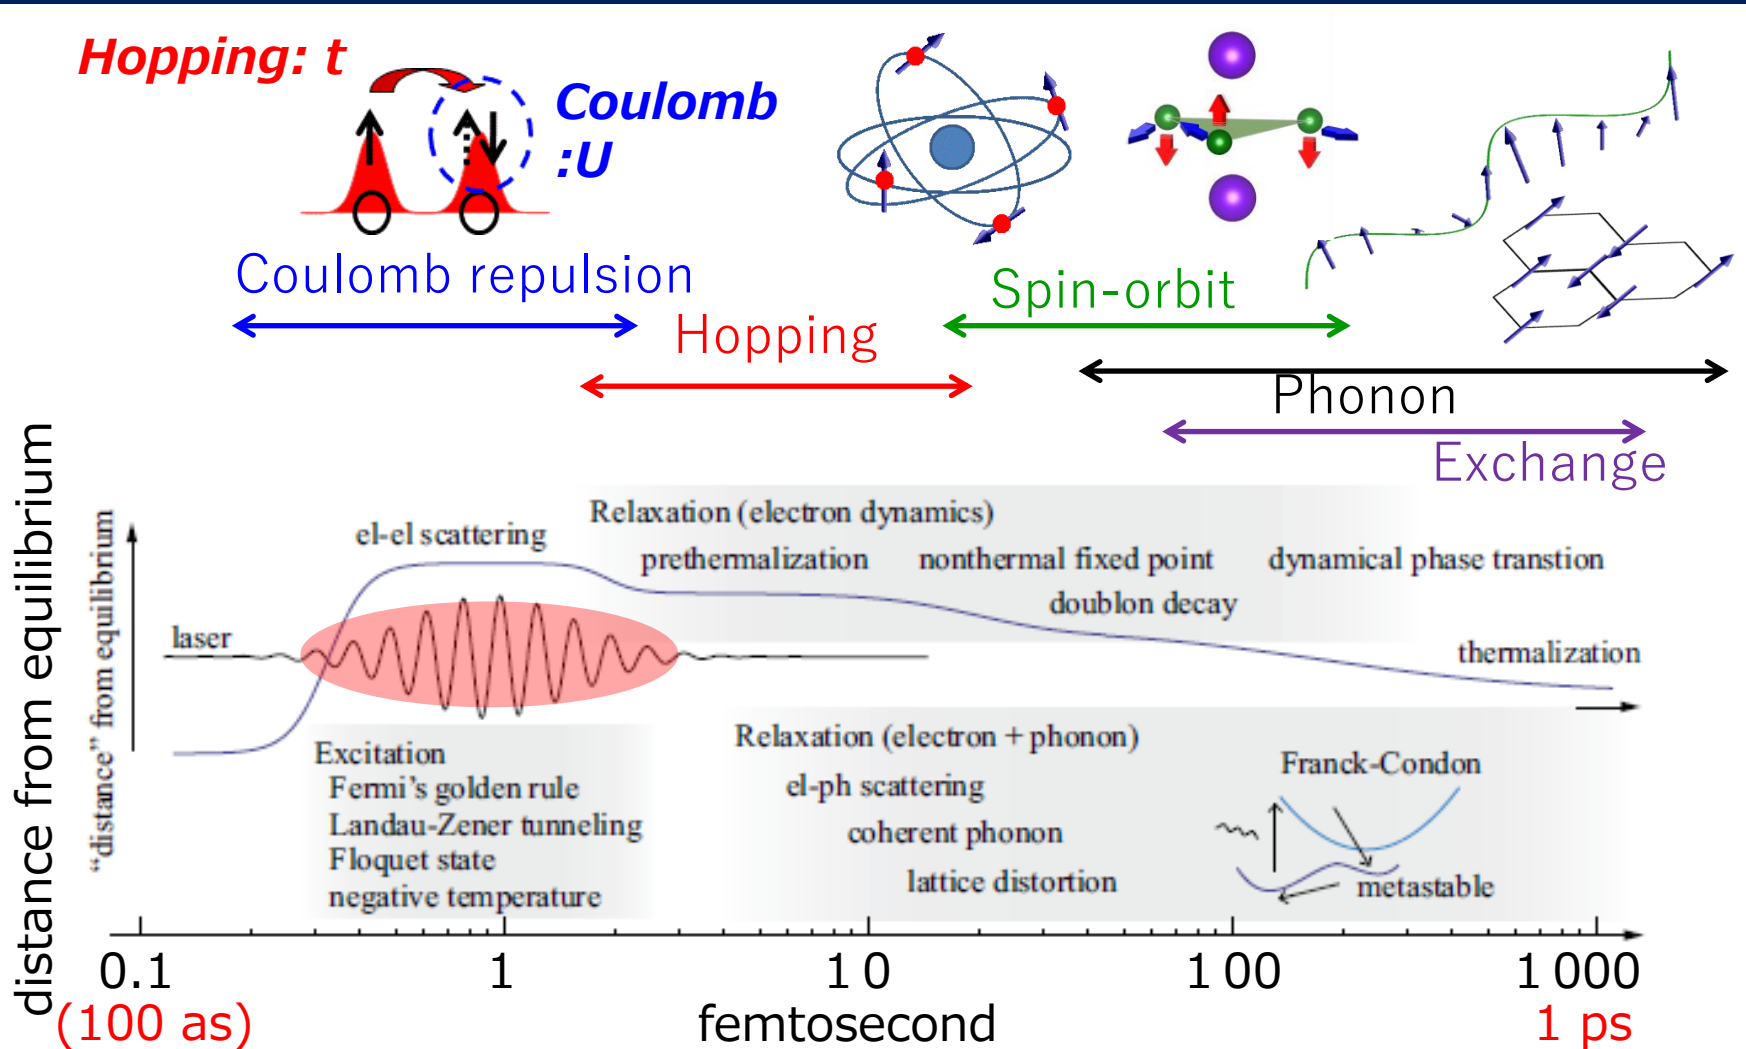 Hopping: t
Coulomb
:U
Coulomb repulsion
Hopping
Spin-orbit
Phonon
Exchange
distance from equilibrium
“distance” from equilibrium
el-el scattering
Relaxation (electron dynamics)
prethermalization
nonthermal fixed point
dynamical phase transtion
doublon decay
laser
thermalization
Excitation
Fermi’s golden rule
Landau-Zener tunneling
Floquet state
negative temperature
Relaxation (electron + phonon)
el-ph scattering
coherent phonon
lattice distortion
Franck-Condon
metastable
0.1
1
10
100
1000
(100 as)
femtosecond
1 ps